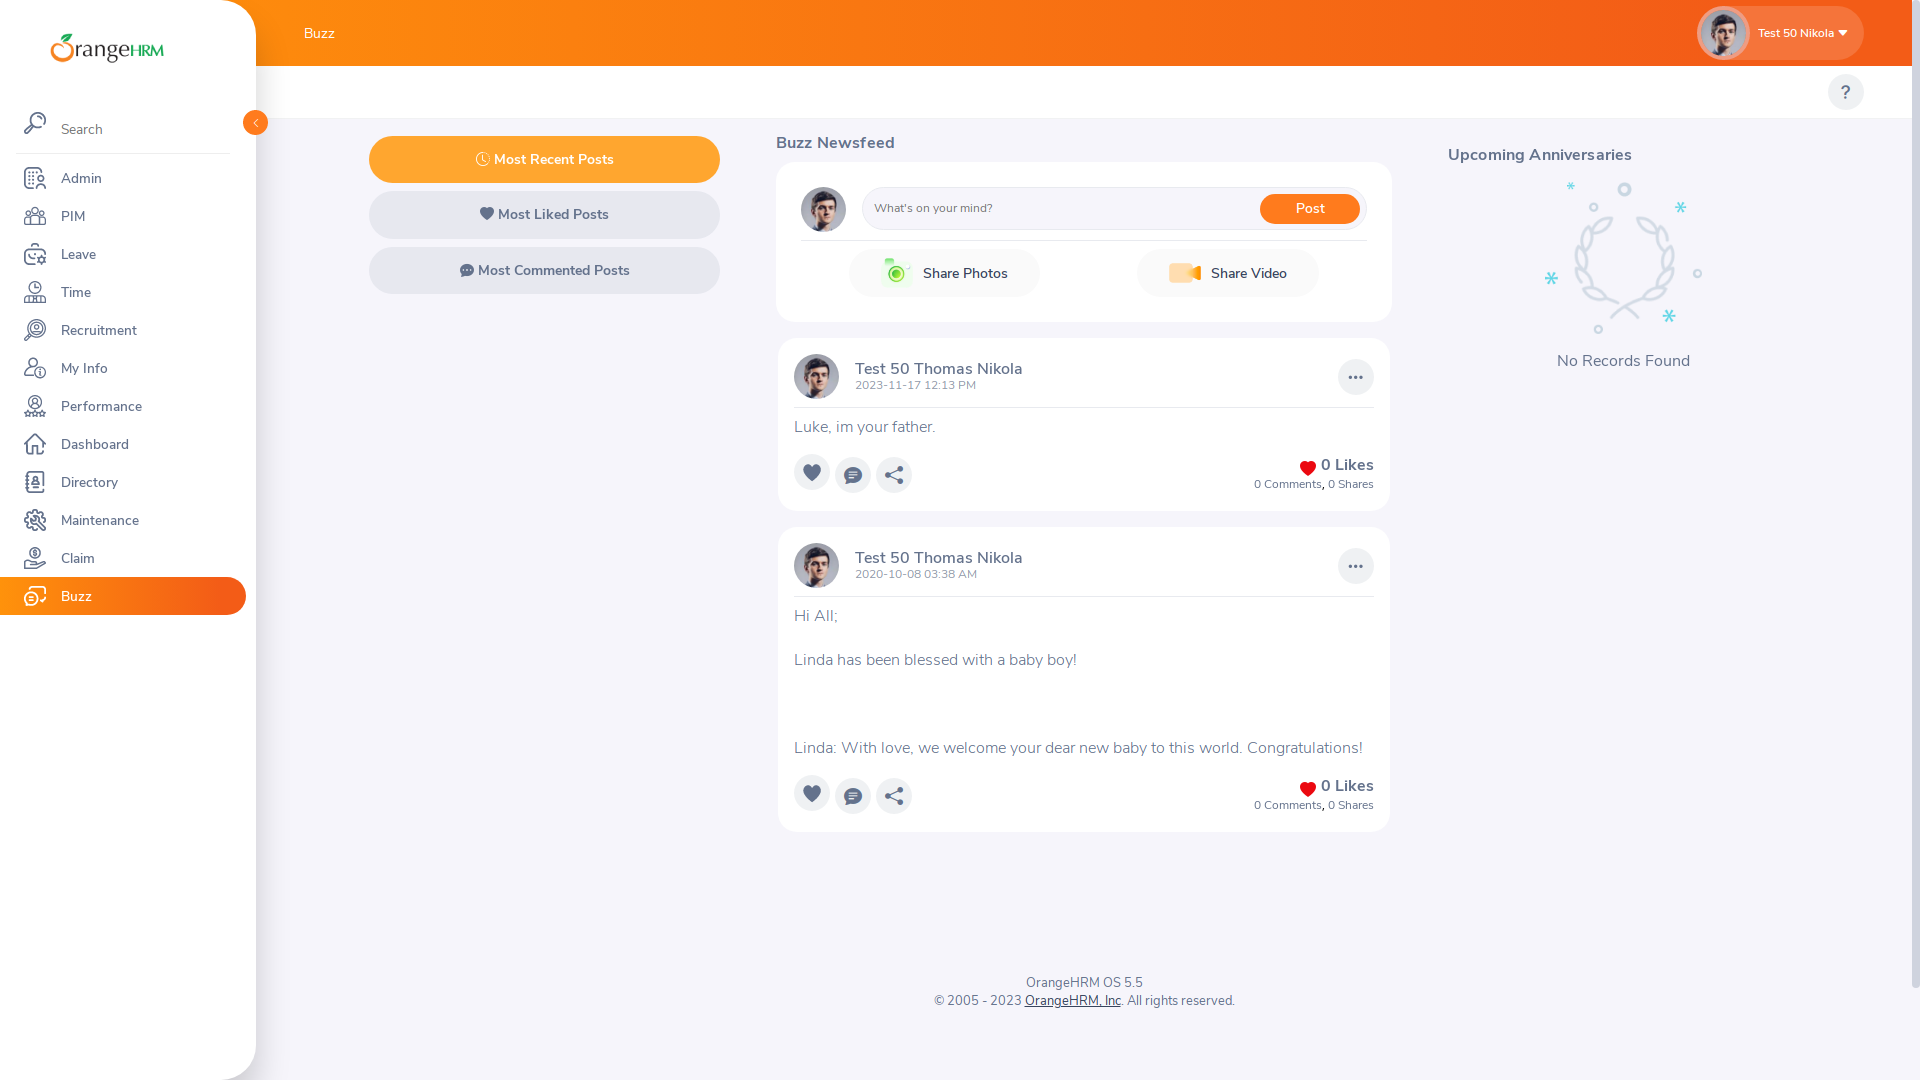 OrangeHRM
Search
Admin
PIM
Leave
Time
Recruitment
My Info
Performance
Dashboard
Directory
Maintenance
Claim
Buzz
Buzz
Test 50 Nikola
?
Most Recent Posts
Most Liked Posts
Most Commented Posts
Buzz Newsfeed
What's on your mind?
Post
Share Photos
Share Video
Test 50 Thomas Nikola
2023-11-17 12:13 PM
Luke, im your father.
0 Likes
0 Comments, 0 Shares
Test 50 Thomas Nikola
2020-10-08 03:38 AM
Hi All;
Linda has been blessed with a baby boy!
Linda: With love, we welcome your dear new baby to this world. Congratulations!
0 Likes
0 Comments, 0 Shares
Upcoming Anniversaries
No Records Found
OrangeHRM OS 5.5
© 2005 - 2023 OrangeHRM, Inc. All rights reserved.